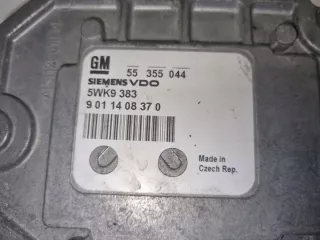 GM 55 355 044
SIEMENS VDO
5WK9 383
9 01 14 08 37 0
Made in
Czech Rep.